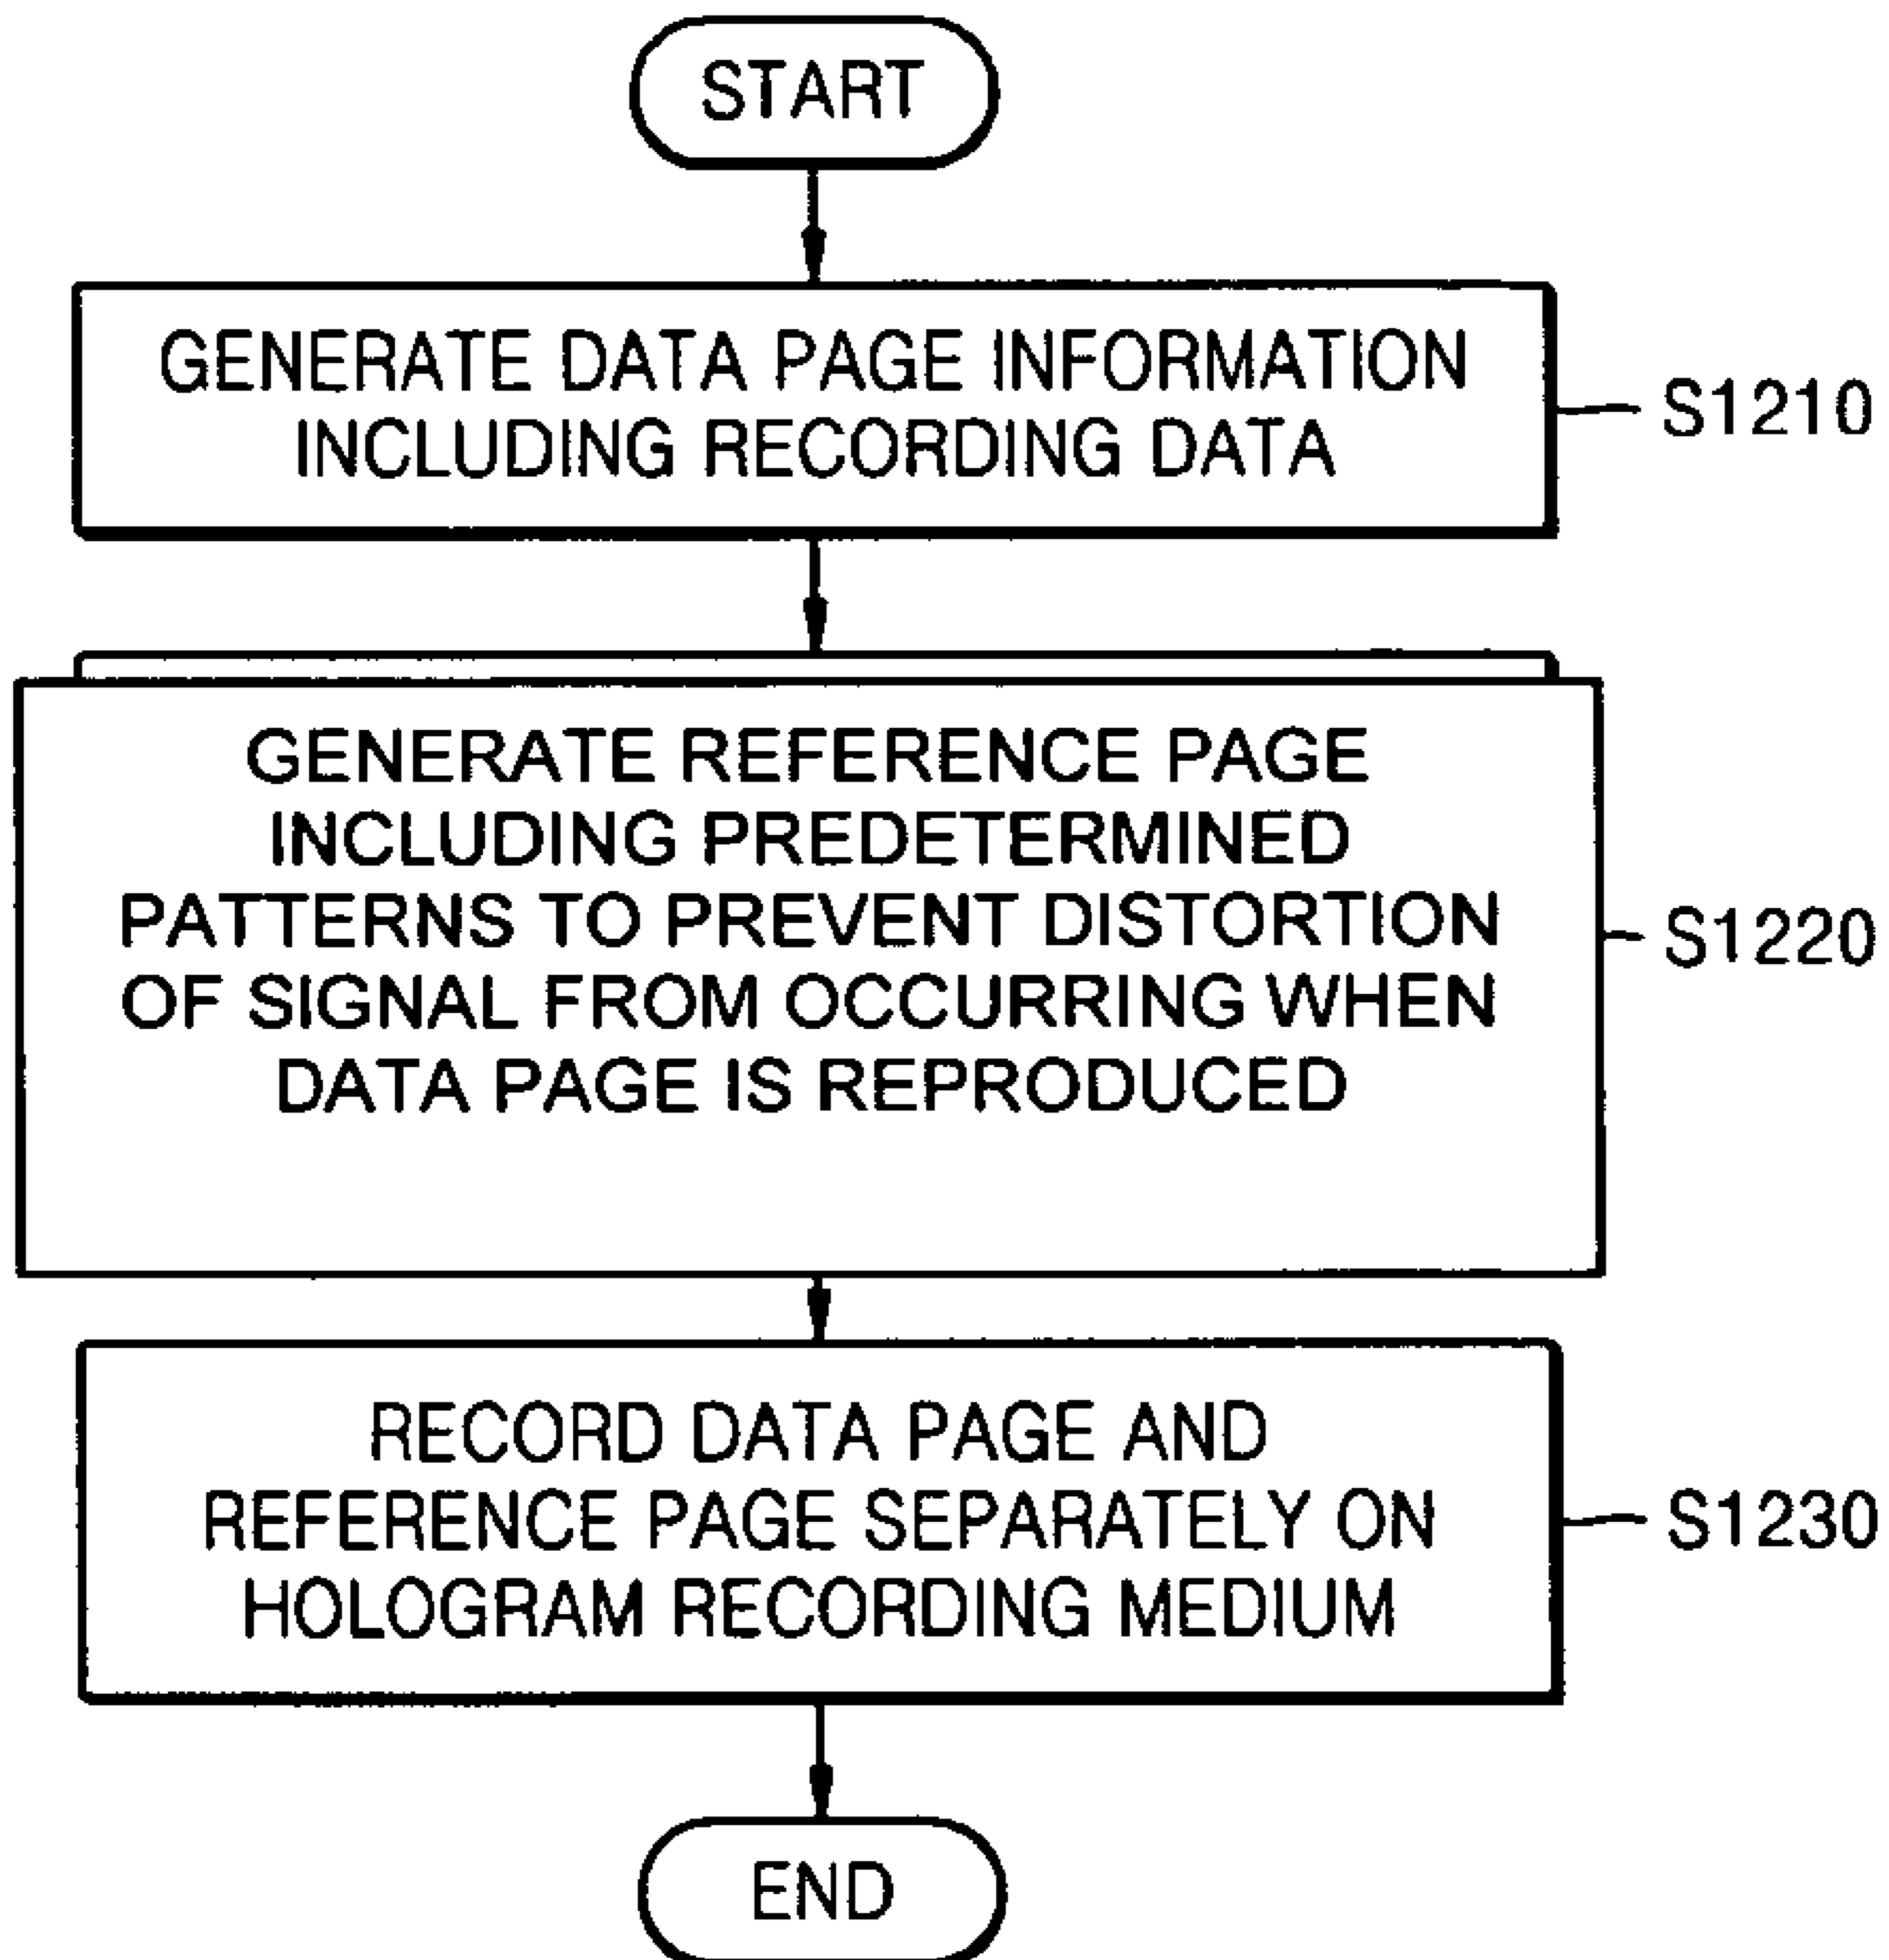 START
GENERATE DATA PAGE INFORMATION
INCLUDING RECORDING DATA
S1210
GENERATE REFERENCE PAGE
INCLUDING PREDETERMINED
PATTERNS TO PREVENT DISTORTION
OF SIGNAL FROM OCCURRING WHEN
DATA PAGE IS REPRODUCED
S1220
RECORD DATA PAGE AND
REFERENCE PAGE SEPARATELY ON
HOLOGRAM RECORDING MEDIUM
S1230
END